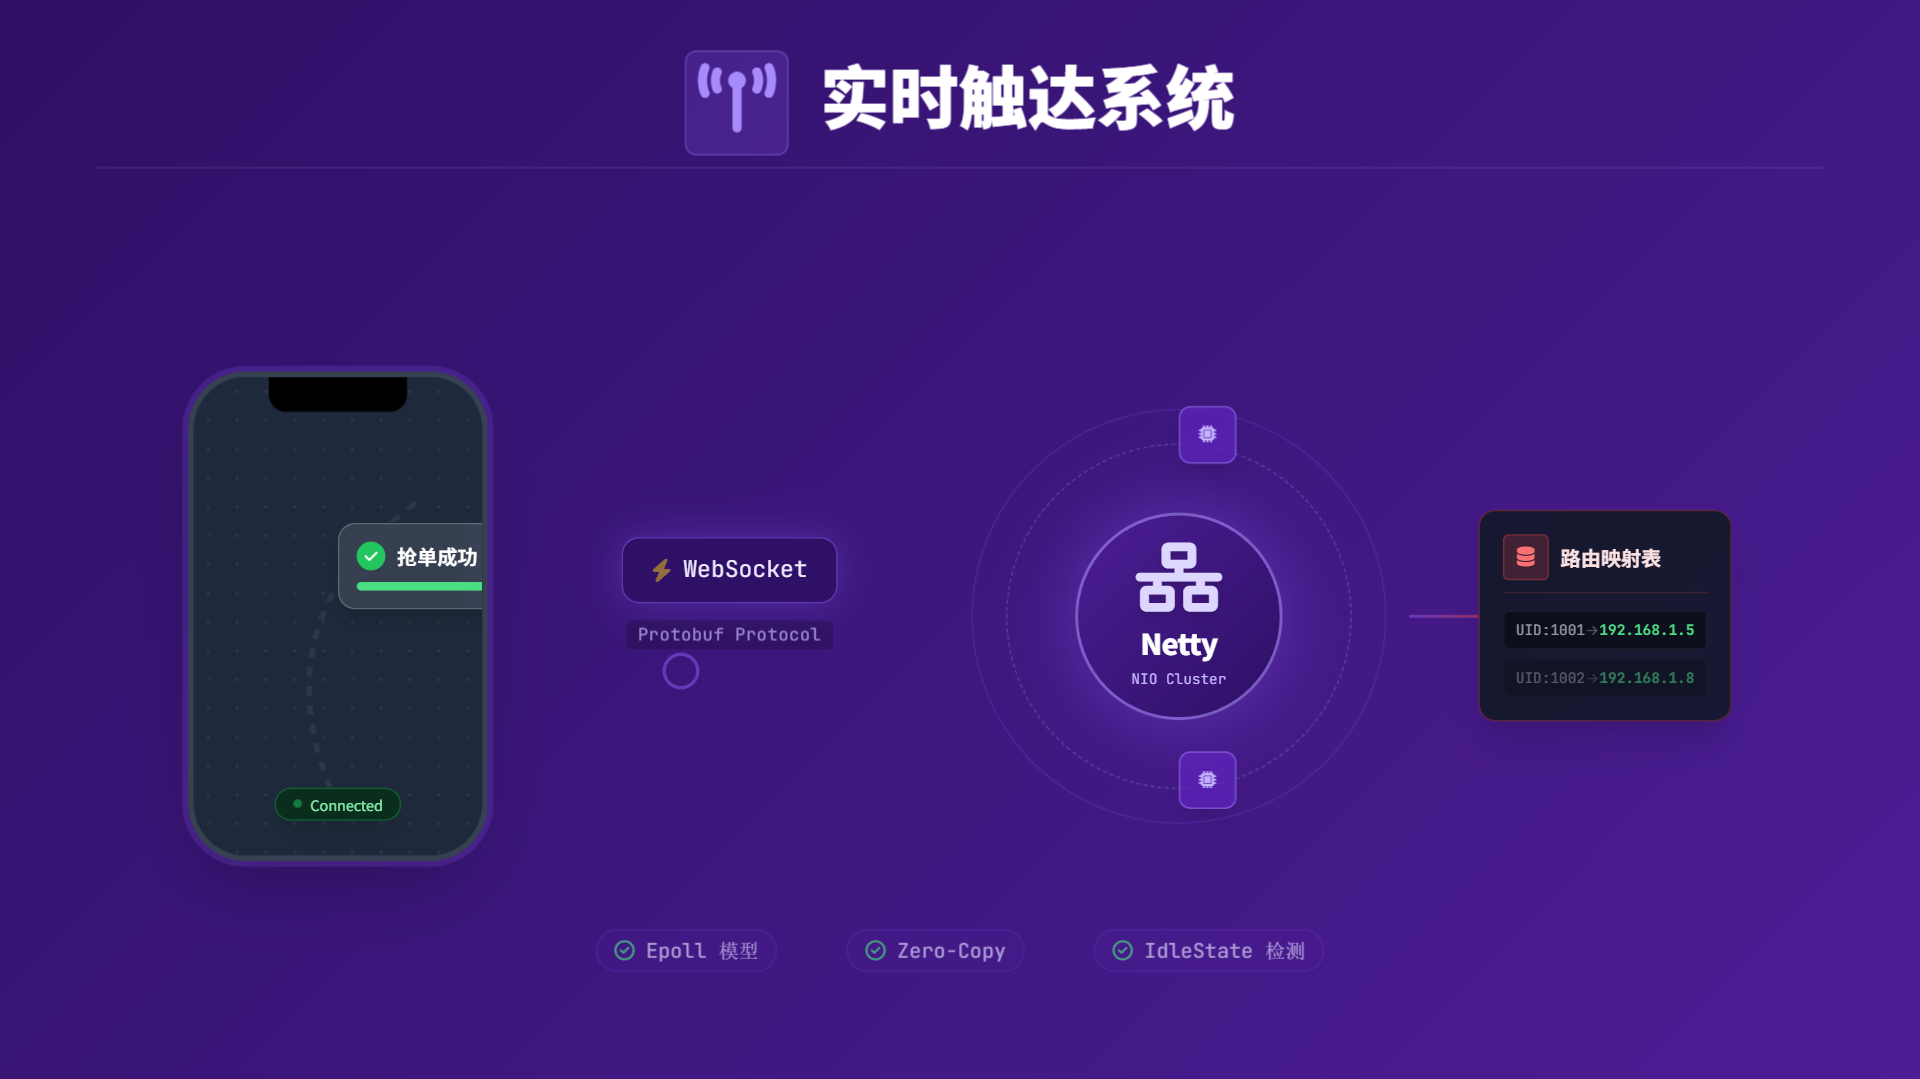 实时触达系统
抢单成功
Connected
WebSocket
Protobuf Protocol
Netty
NIO Cluster
路由映射表
UID:1001→192.168.1.5
UID:1002→192.168.1.8
Epoll 模型
Zero-Copy
IdleState 检测